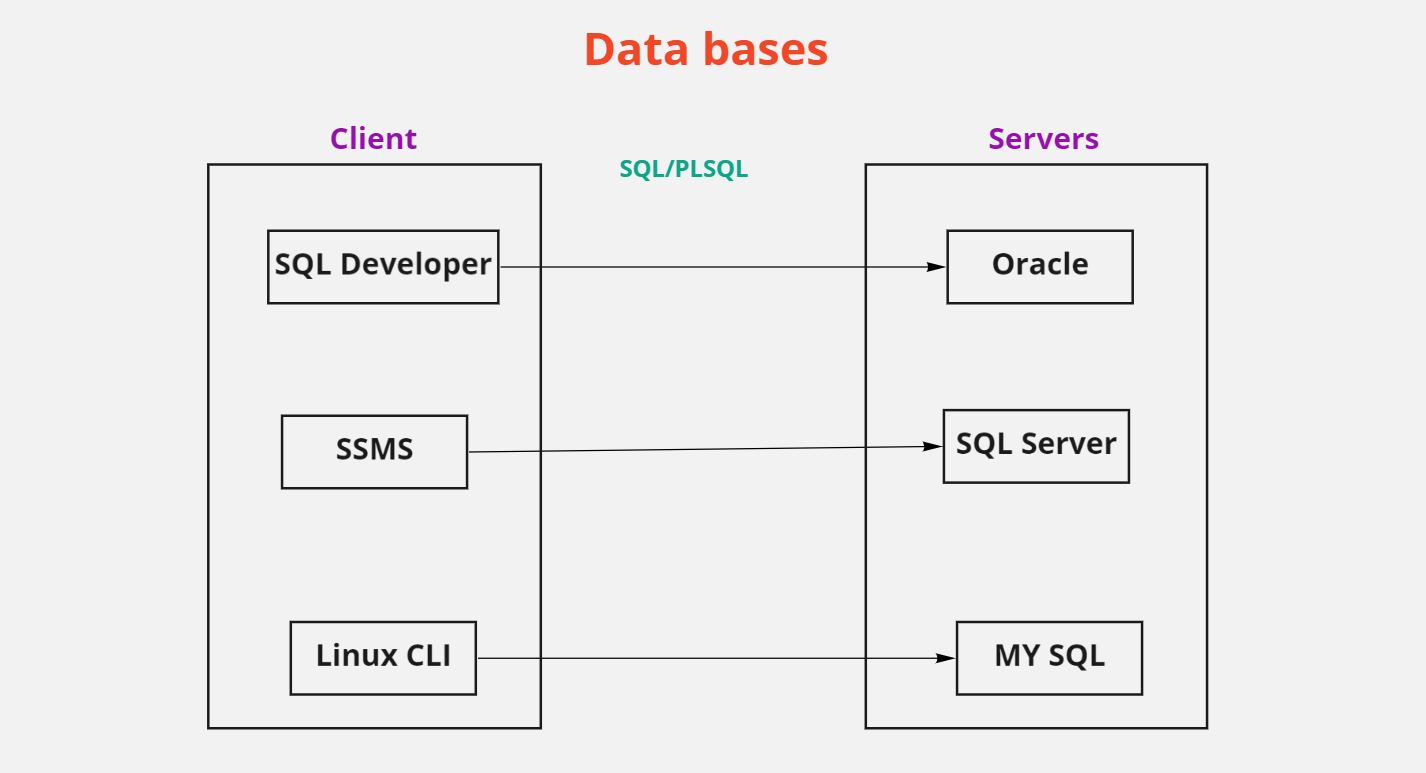 Data bases
Client
Servers
SQL/PLSQL
SQL Developer
Oracle
SSMS
SQL Server
Linux CLI
MY SQL